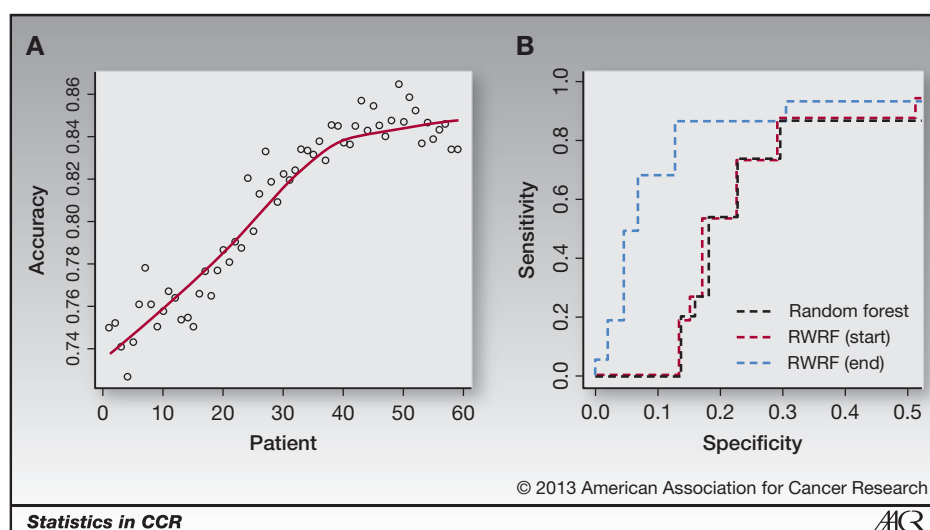 A
Accuracy
0.86
0.84
0.82
0.80
0.78
0.76
0.74
0 10 20 30 40 50 60
Patient
B
Sensitivity
1.0
0.8
0.6
0.4
0.2
0.0
Random forest
RWRF (start)
RWRF (end)
0.0 0.1 0.2 0.3 0.4 0.5
Specificity
© 2013 American Association for Cancer Research
Statistics in CCR
AACR